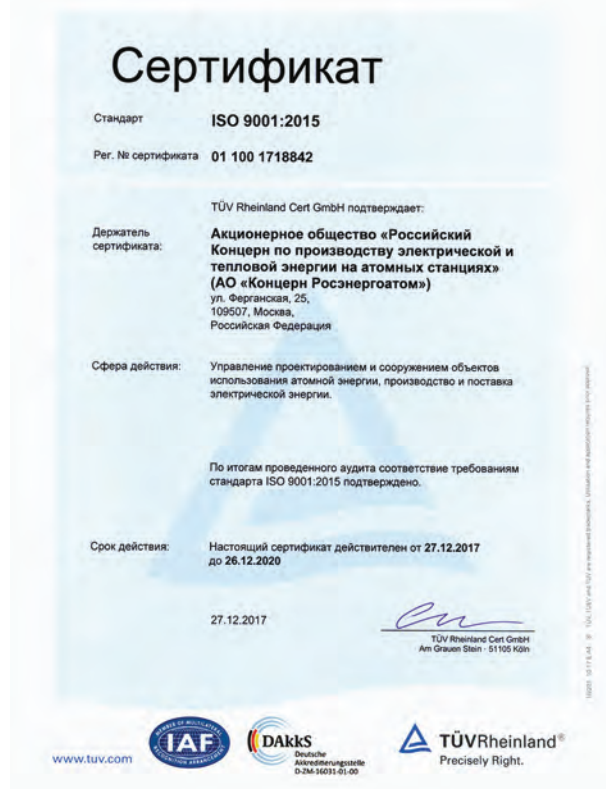 Сертификат
Стандарт ISO 9001:2015
Рег. № сертификата 01 100 1718842
TÜV Rheinland Cert GmbH подтверждает:
Держатель
сертификата:
Акционерное общество «Российский
Концерн по производству электрической и
тепловой энергии на атомных станциях»
(АО «Концерн Росэнергоатом»)
ул. Ферганская, 25,
109507, Москва,
Российская Федерация
Сфера действия:
Управление проектированием и сооружением объектов
использования атомной энергии, производство и поставка
электрической энергии.
По итогам проведенного аудита соответствие требованиям
стандарта ISO 9001:2015 подтверждено.
Срок действия:
Настоящий сертификат действителен от 27.12.2017
до 26.12.2020
27.12.2017
TÜV Rheinland Cert GmbH
Am Grauen Stein · 51105 Köln
www.tuv.com
MEMBER OF MULTILATERAL
RECOGNITION ARRANGEMENT
IAF
DAkkS
Deutsche
Akkreditierungsstelle
D-ZM-16031-01-00
TÜVRheinland®
Precisely Right.